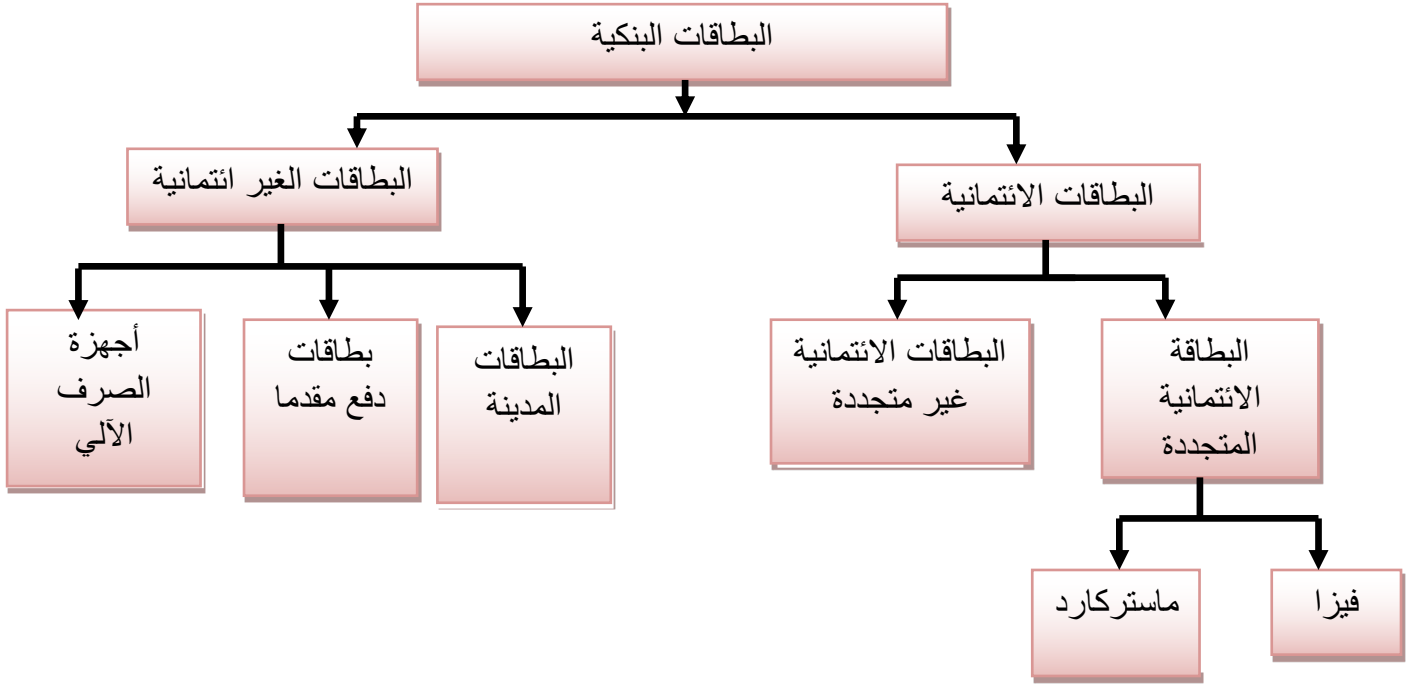 البطاقات البنكية
البطاقات الائتمانية
البطاقات الغير ائتمانية
البطاقة
الائتمانية
المتجددة
البطاقات الائتمانية
غير متجددة
البطاقات
المدينة
بطاقات
دفع مقدما
أجهزة
الصرف
الآلي
فيزا
ماستركارد